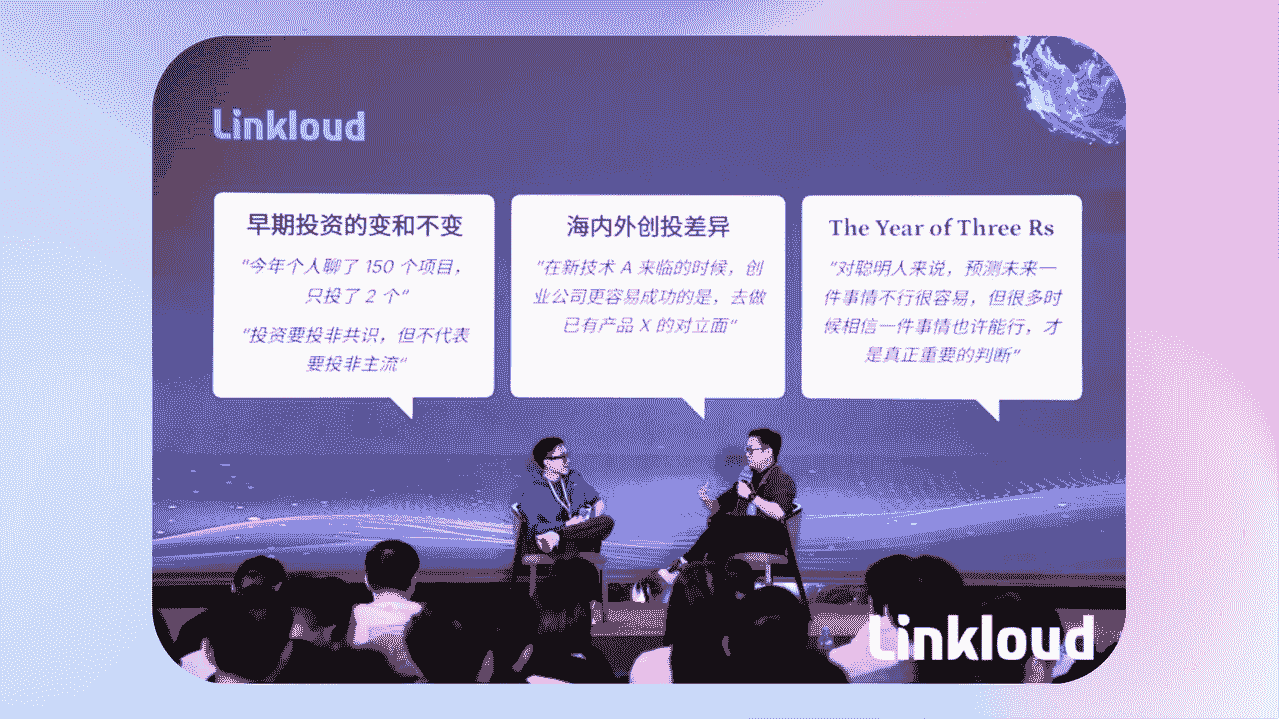 Linkloud
早期投资的变和不变
“今年个人聊了 150 个项目，
只投了 2 个”
“投资要投非共识，但不代表
要投非主流”
海内外创投差异
“在新技术 A 来临的时候，创
业公司更容易成功的是，去做
已有产品 X 的对立面”
The Year of Three Rs
“对聪明人来说，预测未来一
件事情不行很容易，但很多时
候相信一件事情也许能行，才
是真正重要的判断”
Linkloud